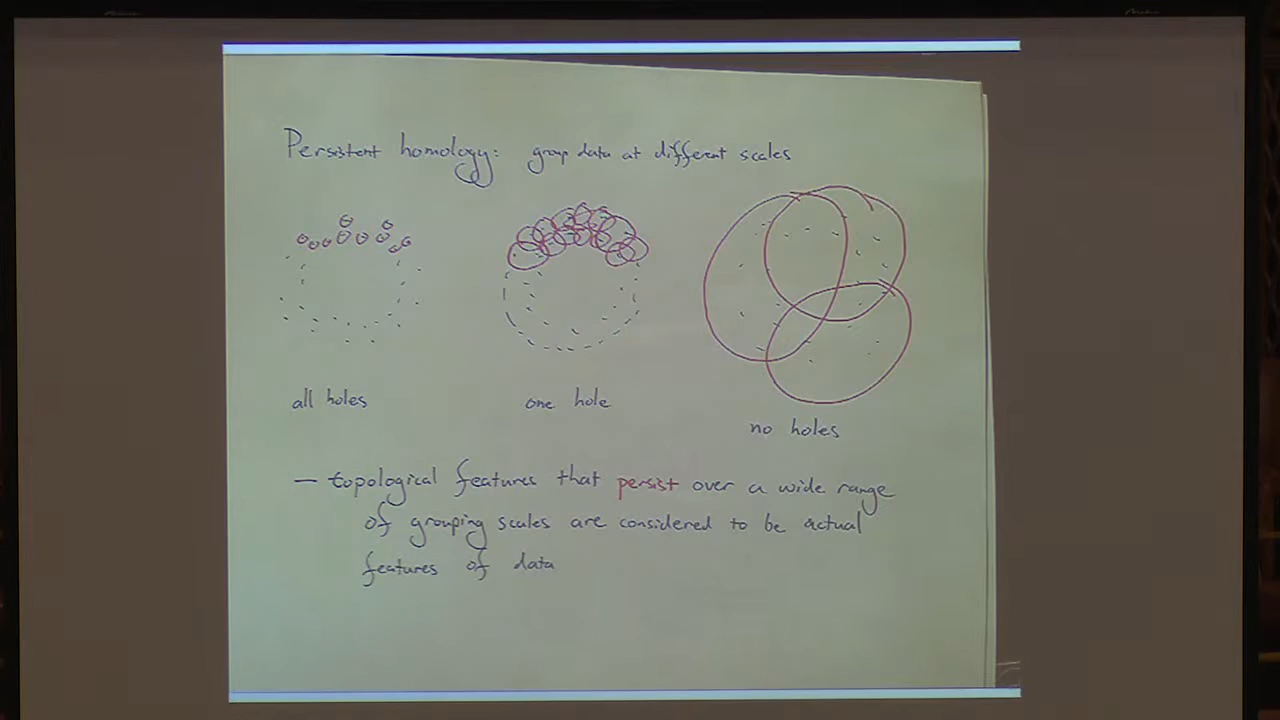 Persistent homology: group data at different scales
all holes
one hole
no holes
— topological features that persist over a wide range
of grouping scales are considered to be actual
features of data